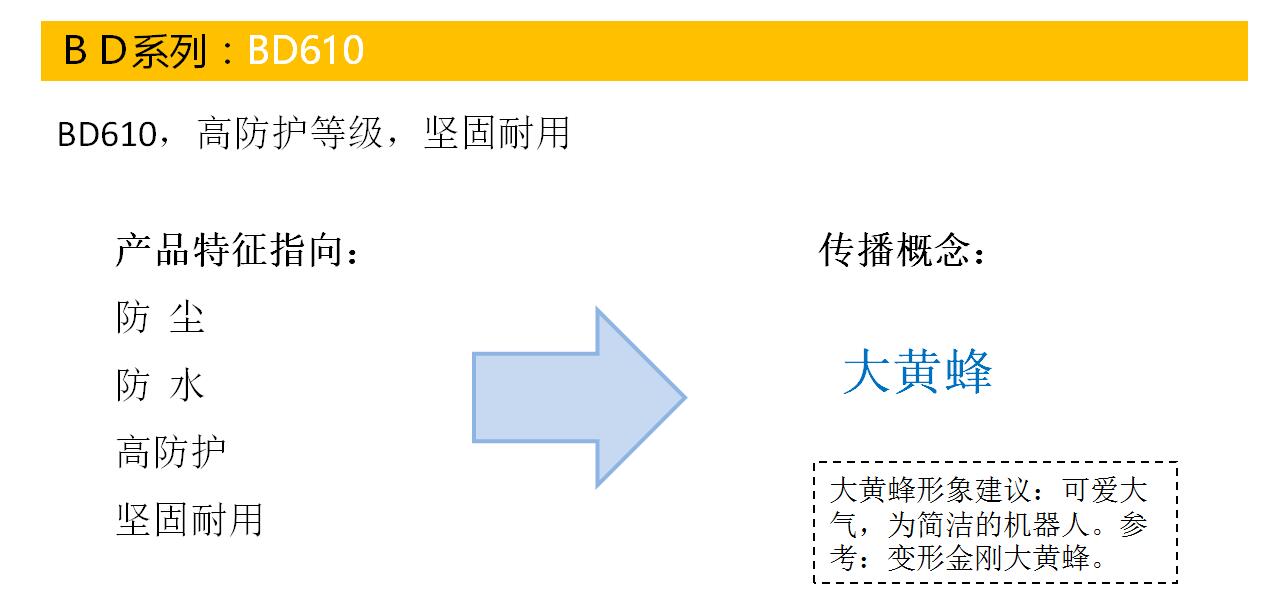 B D系列：BD610
BD610，高防护等级，坚固耐用
产品特征指向：
防 尘
防 水
高防护
坚固耐用
传播概念：
大黄蜂
大黄蜂形象建议：可爱大
气，为简洁的机器人。参
考：变形金刚大黄蜂。